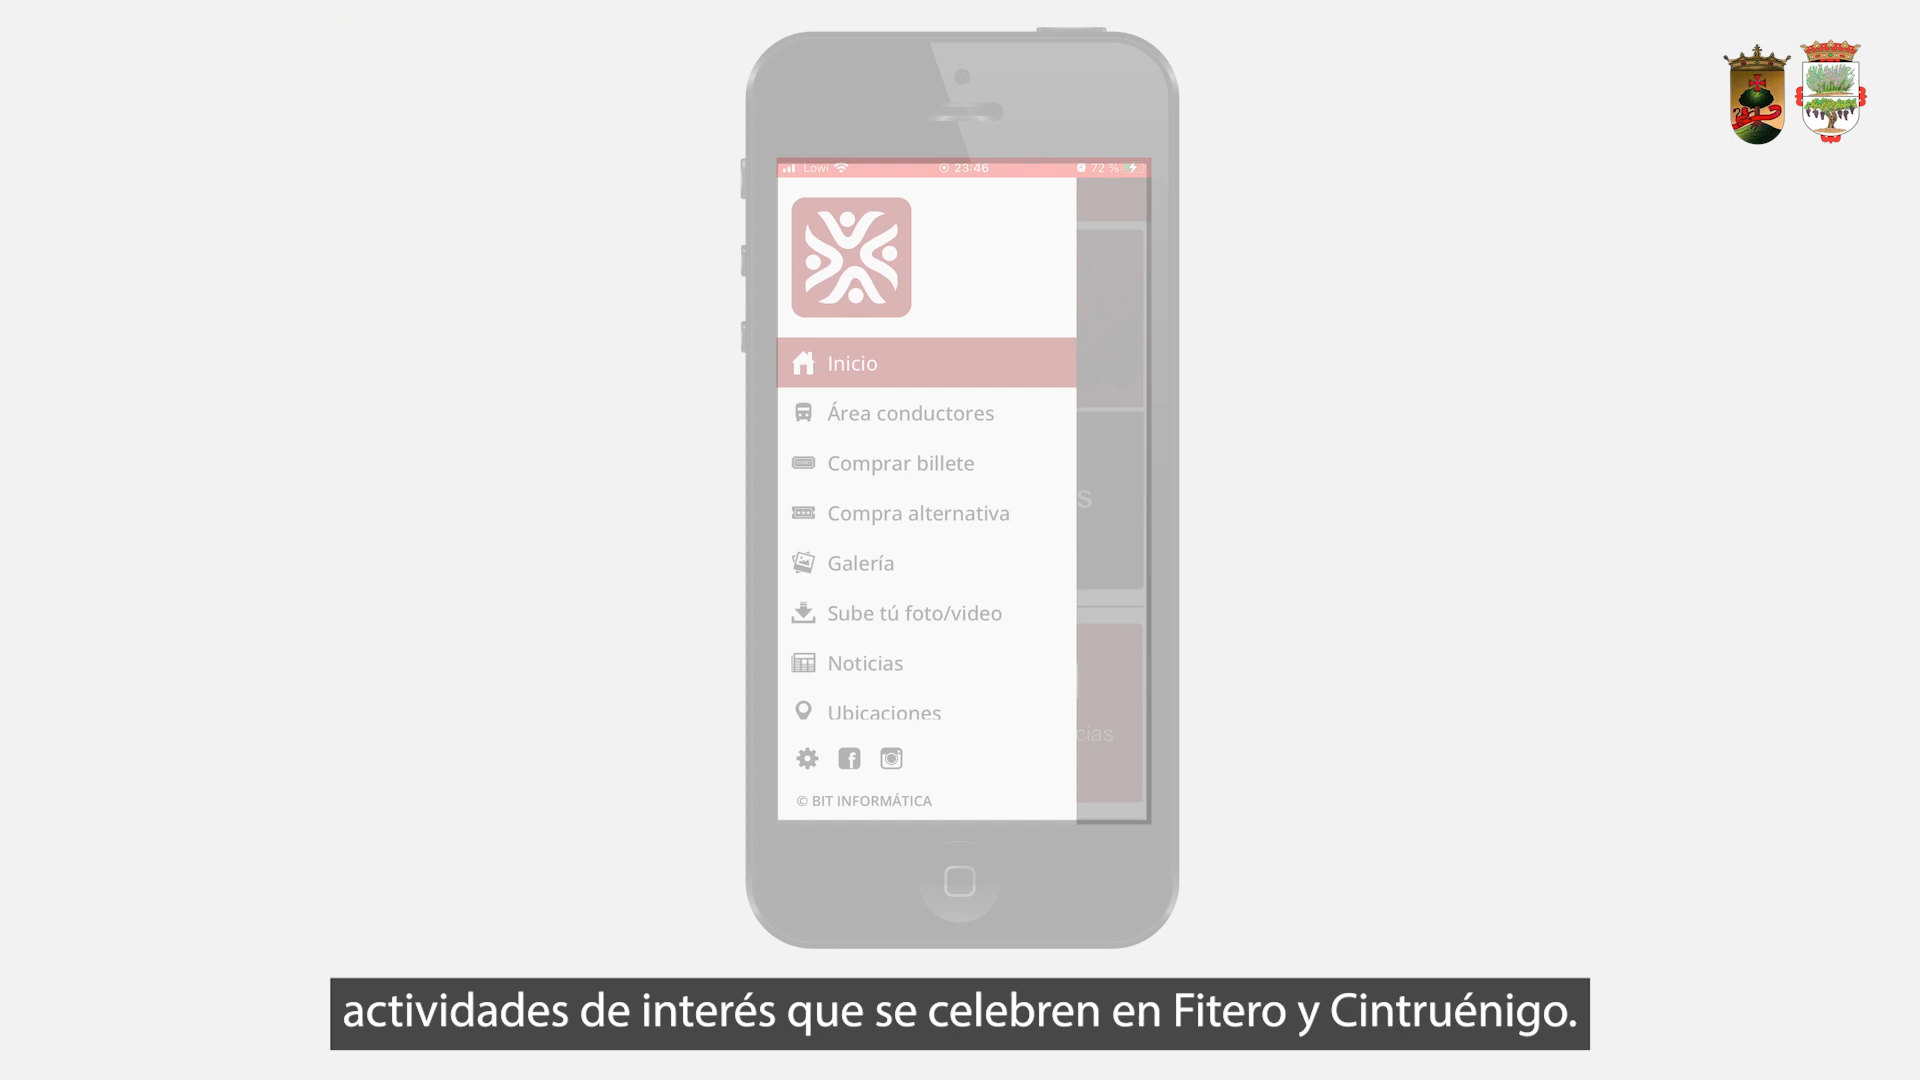 Lowi 23:46 72 %
Inicio
Área conductores
Comprar billete
Compra alternativa
Galería
Sube tú foto/video
Noticias
Ubicaciones
© BIT INFORMÁTICA
s
cias
actividades de interés que se celebren en Fitero y Cintruénigo.